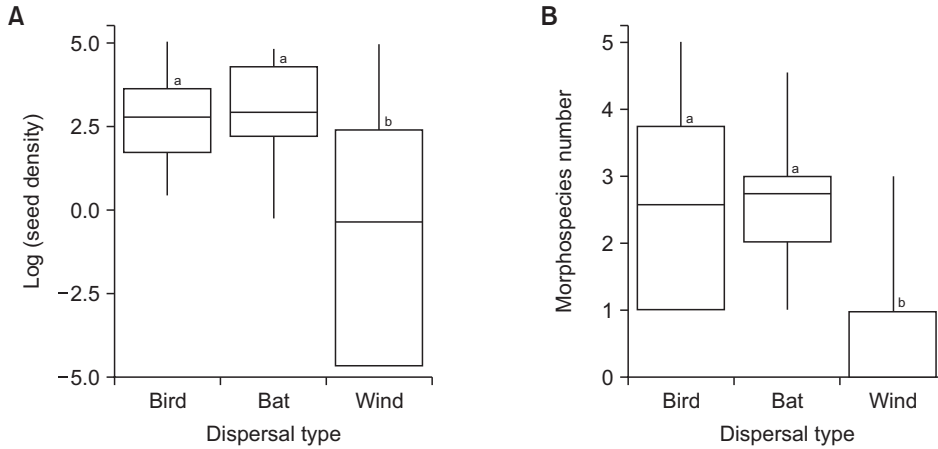 A
Log (seed density)
5.0
2.5
0.0
−2.5
−5.0
a
a
b
Bird Bat Wind
Dispersal type
B
Morphospecies number
5
4
3
2
1
0
a
a
b
Bird Bat Wind
Dispersal type